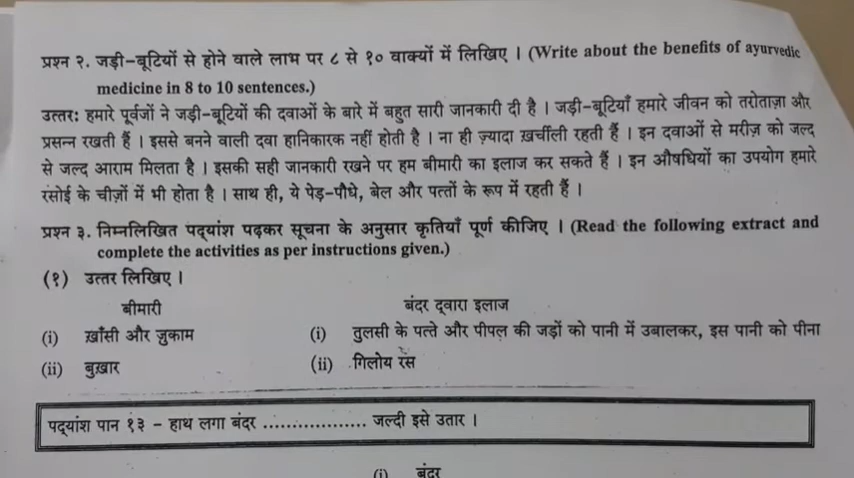 प्रश्न २. जड़ी-बूटियों से होने वाले लाभ पर ८ से १० वाक्यों में लिखिए । (Write about the benefits of ayurvedic
medicine in 8 to 10 sentences.)
उत्तर: हमारे पूर्वजों ने जड़ी-बूटियों की दवाओं के बारे में बहुत सारी जानकारी दी है । जड़ी-बूटियाँ हमारे जीवन को तरोताज़ा और
प्रसन्न रखती हैं । इससे बनने वाली दवा हानिकारक नहीं होती है । ना ही ज़्यादा ख़र्चीली रहती हैं । इन दवाओं से मरीज़ को जल्द
से जल्द आराम मिलता है । इसकी सही जानकारी रखने पर हम बीमारी का इलाज कर सकते हैं । इन औषधियों का उपयोग हमारे
रसोई के चीज़ों में भी होता है । साथ ही, ये पेड़-पौधे, बेल और पत्तों के रूप में रहती हैं ।
प्रश्न ३. निम्नलिखित पद्यांश पढ़कर सूचना के अनुसार कृतियाँ पूर्ण कीजिए । (Read the following extract and
complete the activities as per instructions given.)
(१) उत्तर लिखिए ।
बीमारी बंदर द्वारा इलाज
(i) ख़ाँसी और ज़ुकाम (i) तुलसी के पत्ते और पीपल की जड़ों को पानी में उबालकर, इस पानी को पीना
(ii) बुख़ार (ii) गिलोय रस
पद्यांश पान १३ - हाथ लगा बंदर .................. जल्दी इसे उतार ।
(i) बंदर